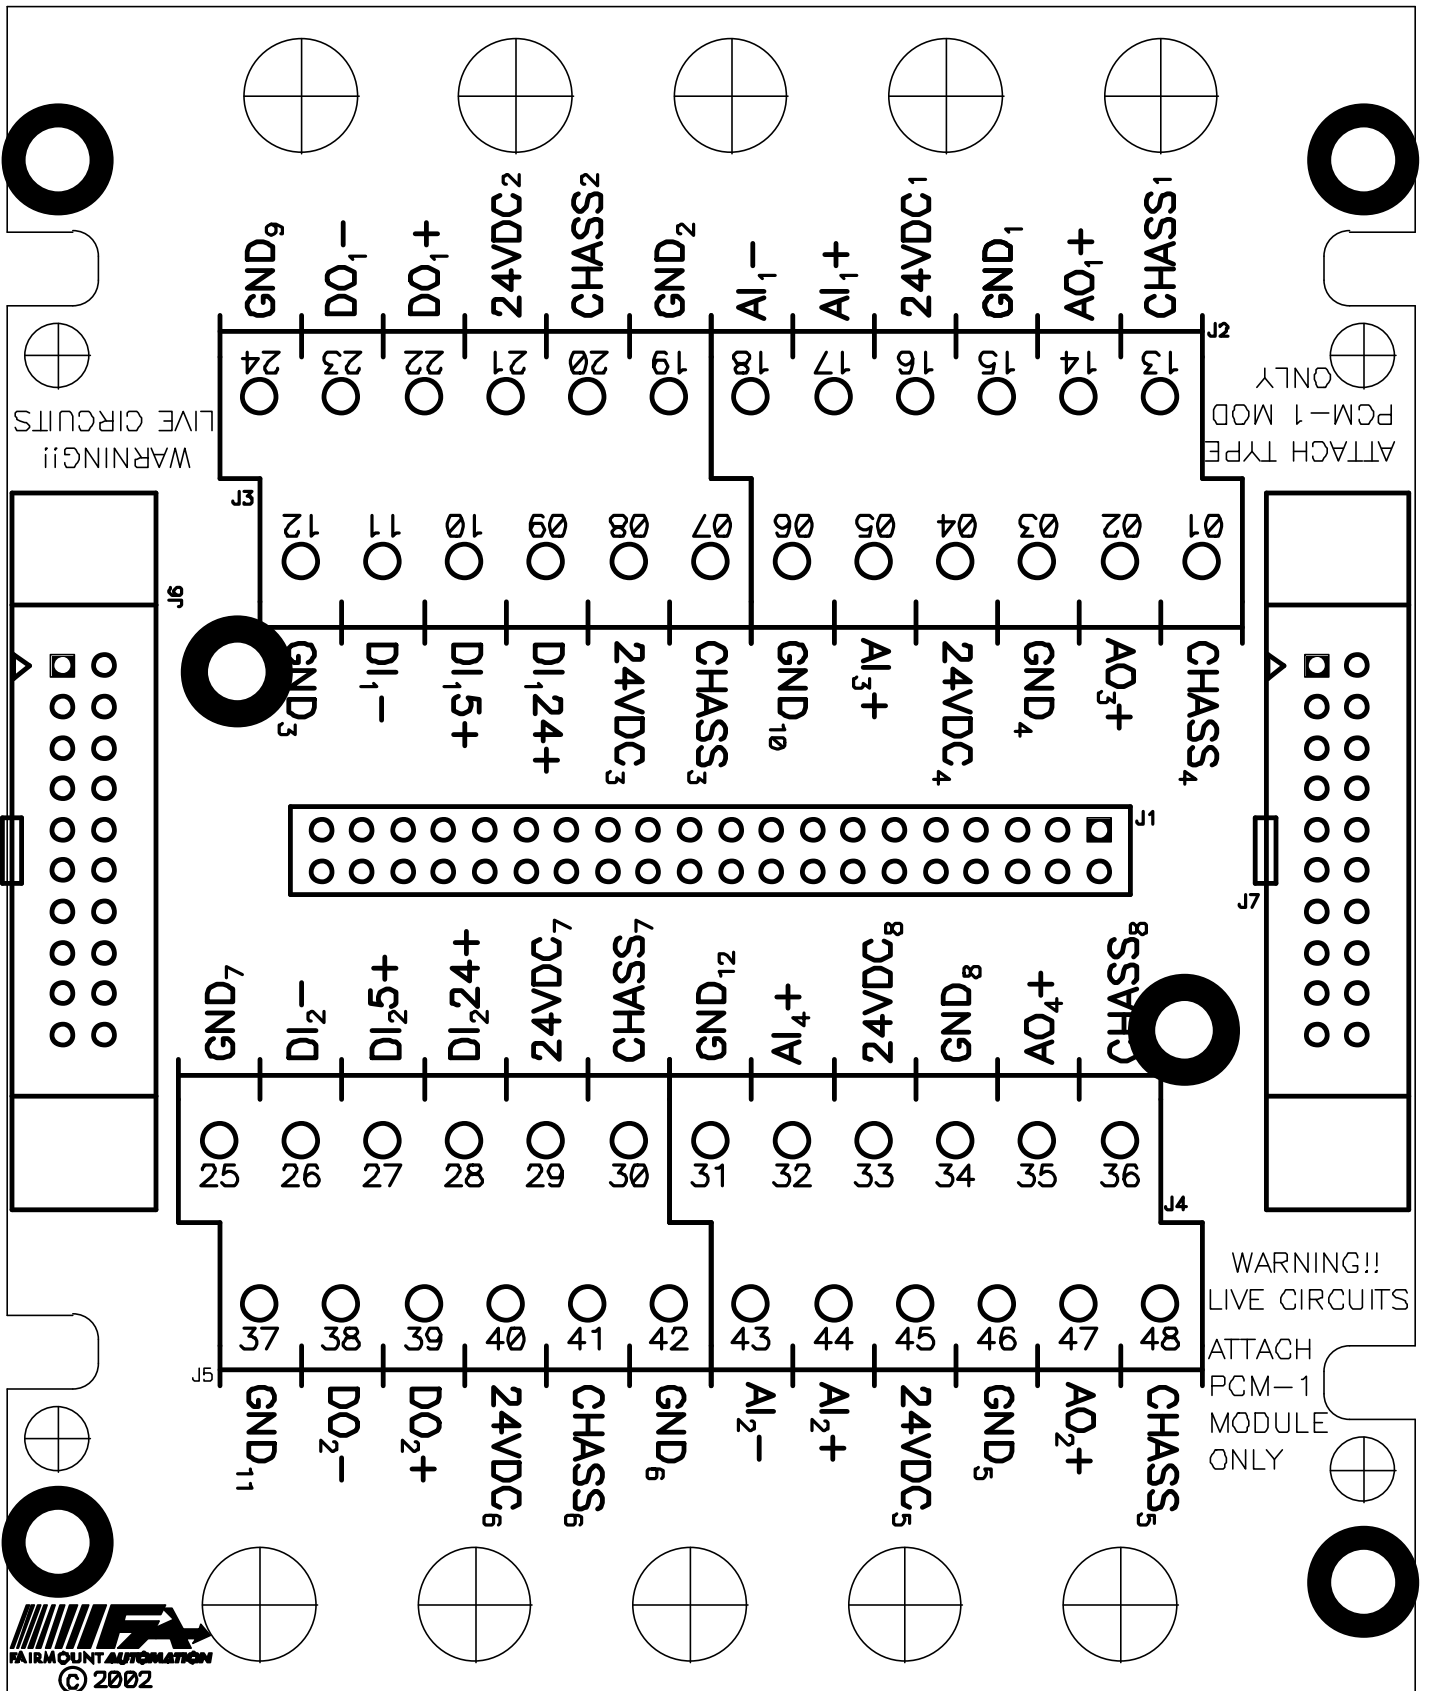 GND9 DO1- DO1+ 24VDC2 CHASS2 GND2 AI1- AI1+ 24VDC1 GND1 AO1+ CHASS1
J2
24 23 22 21 20 19 18 17 16 15 14 13
WARNING!!
LIVE CIRCUITS
ATTACH TYPE
PCM-1 MOD
ONLY
J3
12 11 10 09 08 07 06 05 04 03 02 01
J6
GND3 DI1- DI15+ DI124+ 24VDC3 CHASS3 GND10 AI3+ 24VDC4 GND4 AO3+ CHASS4
J1
J7
GND7 DI2- DI25+ DI224+ 24VDC7 CHASS7 GND12 AI4+ 24VDC8 GND8 AO4+ CHASS8
25 26 27 28 29 30 31 32 33 34 35 36
J4
37 38 39 40 41 42 43 44 45 46 47 48
J5
GND11 DO2- DO2+ 24VDC6 CHASS6 GND6 AI2- AI2+ 24VDC5 GND5 AO2+ CHASS5
WARNING!!
LIVE CIRCUITS
ATTACH
PCM-1
MODULE
ONLY
FA
FAIRMOUNT AUTOMATION
© 2002